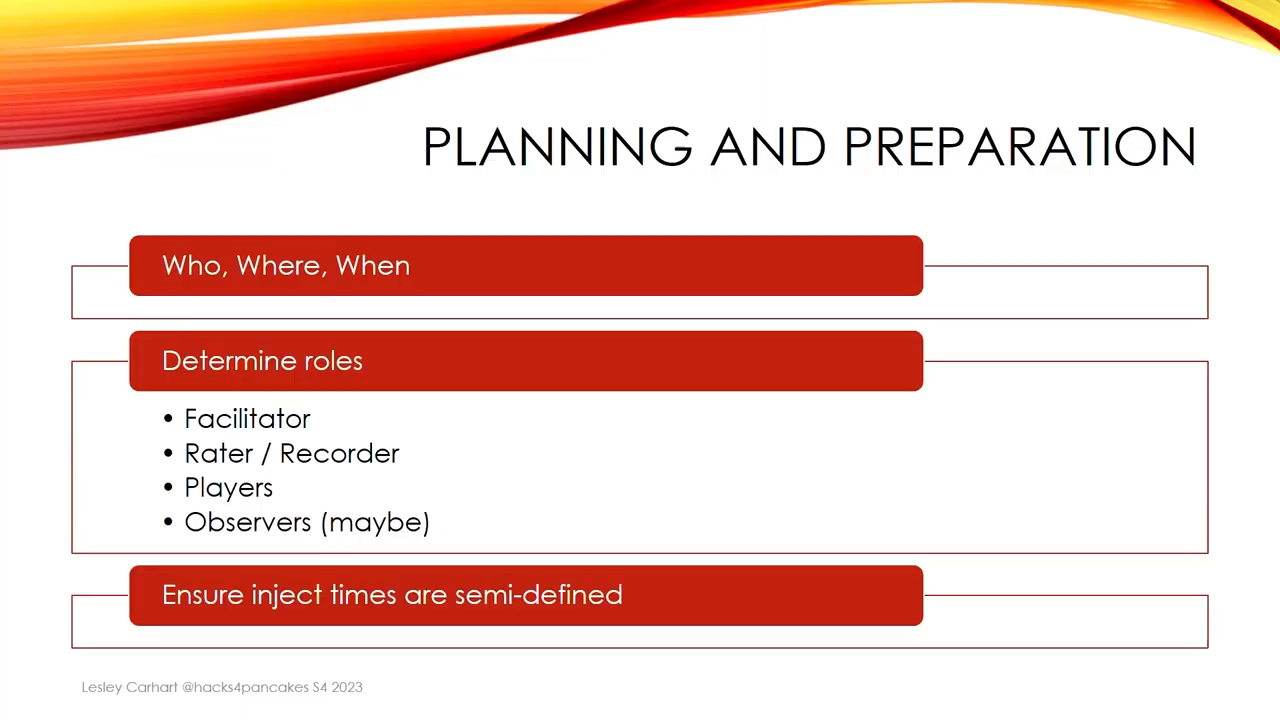 PLANNING AND PREPARATION
Who, Where, When
Determine roles
• Facilitator
• Rater / Recorder
• Players
• Observers (maybe)
Ensure inject times are semi-defined
Lesley Carhart @hacks4pancakes S4 2023